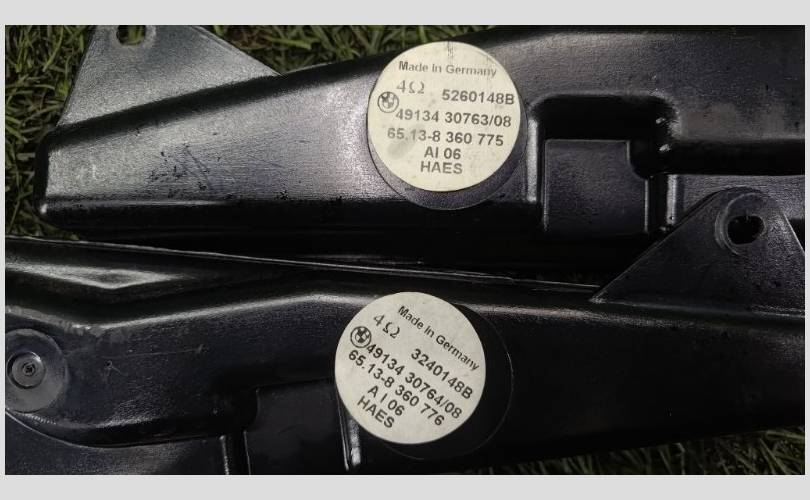 Made In Germany
4Ω 5260148B
49134 30763/08
65.13-8 360 775
AI 06
HAES
Made In Germany
4Ω 3240148B
49134 30764/08
65.13-8 360 776
A I 06
HAES